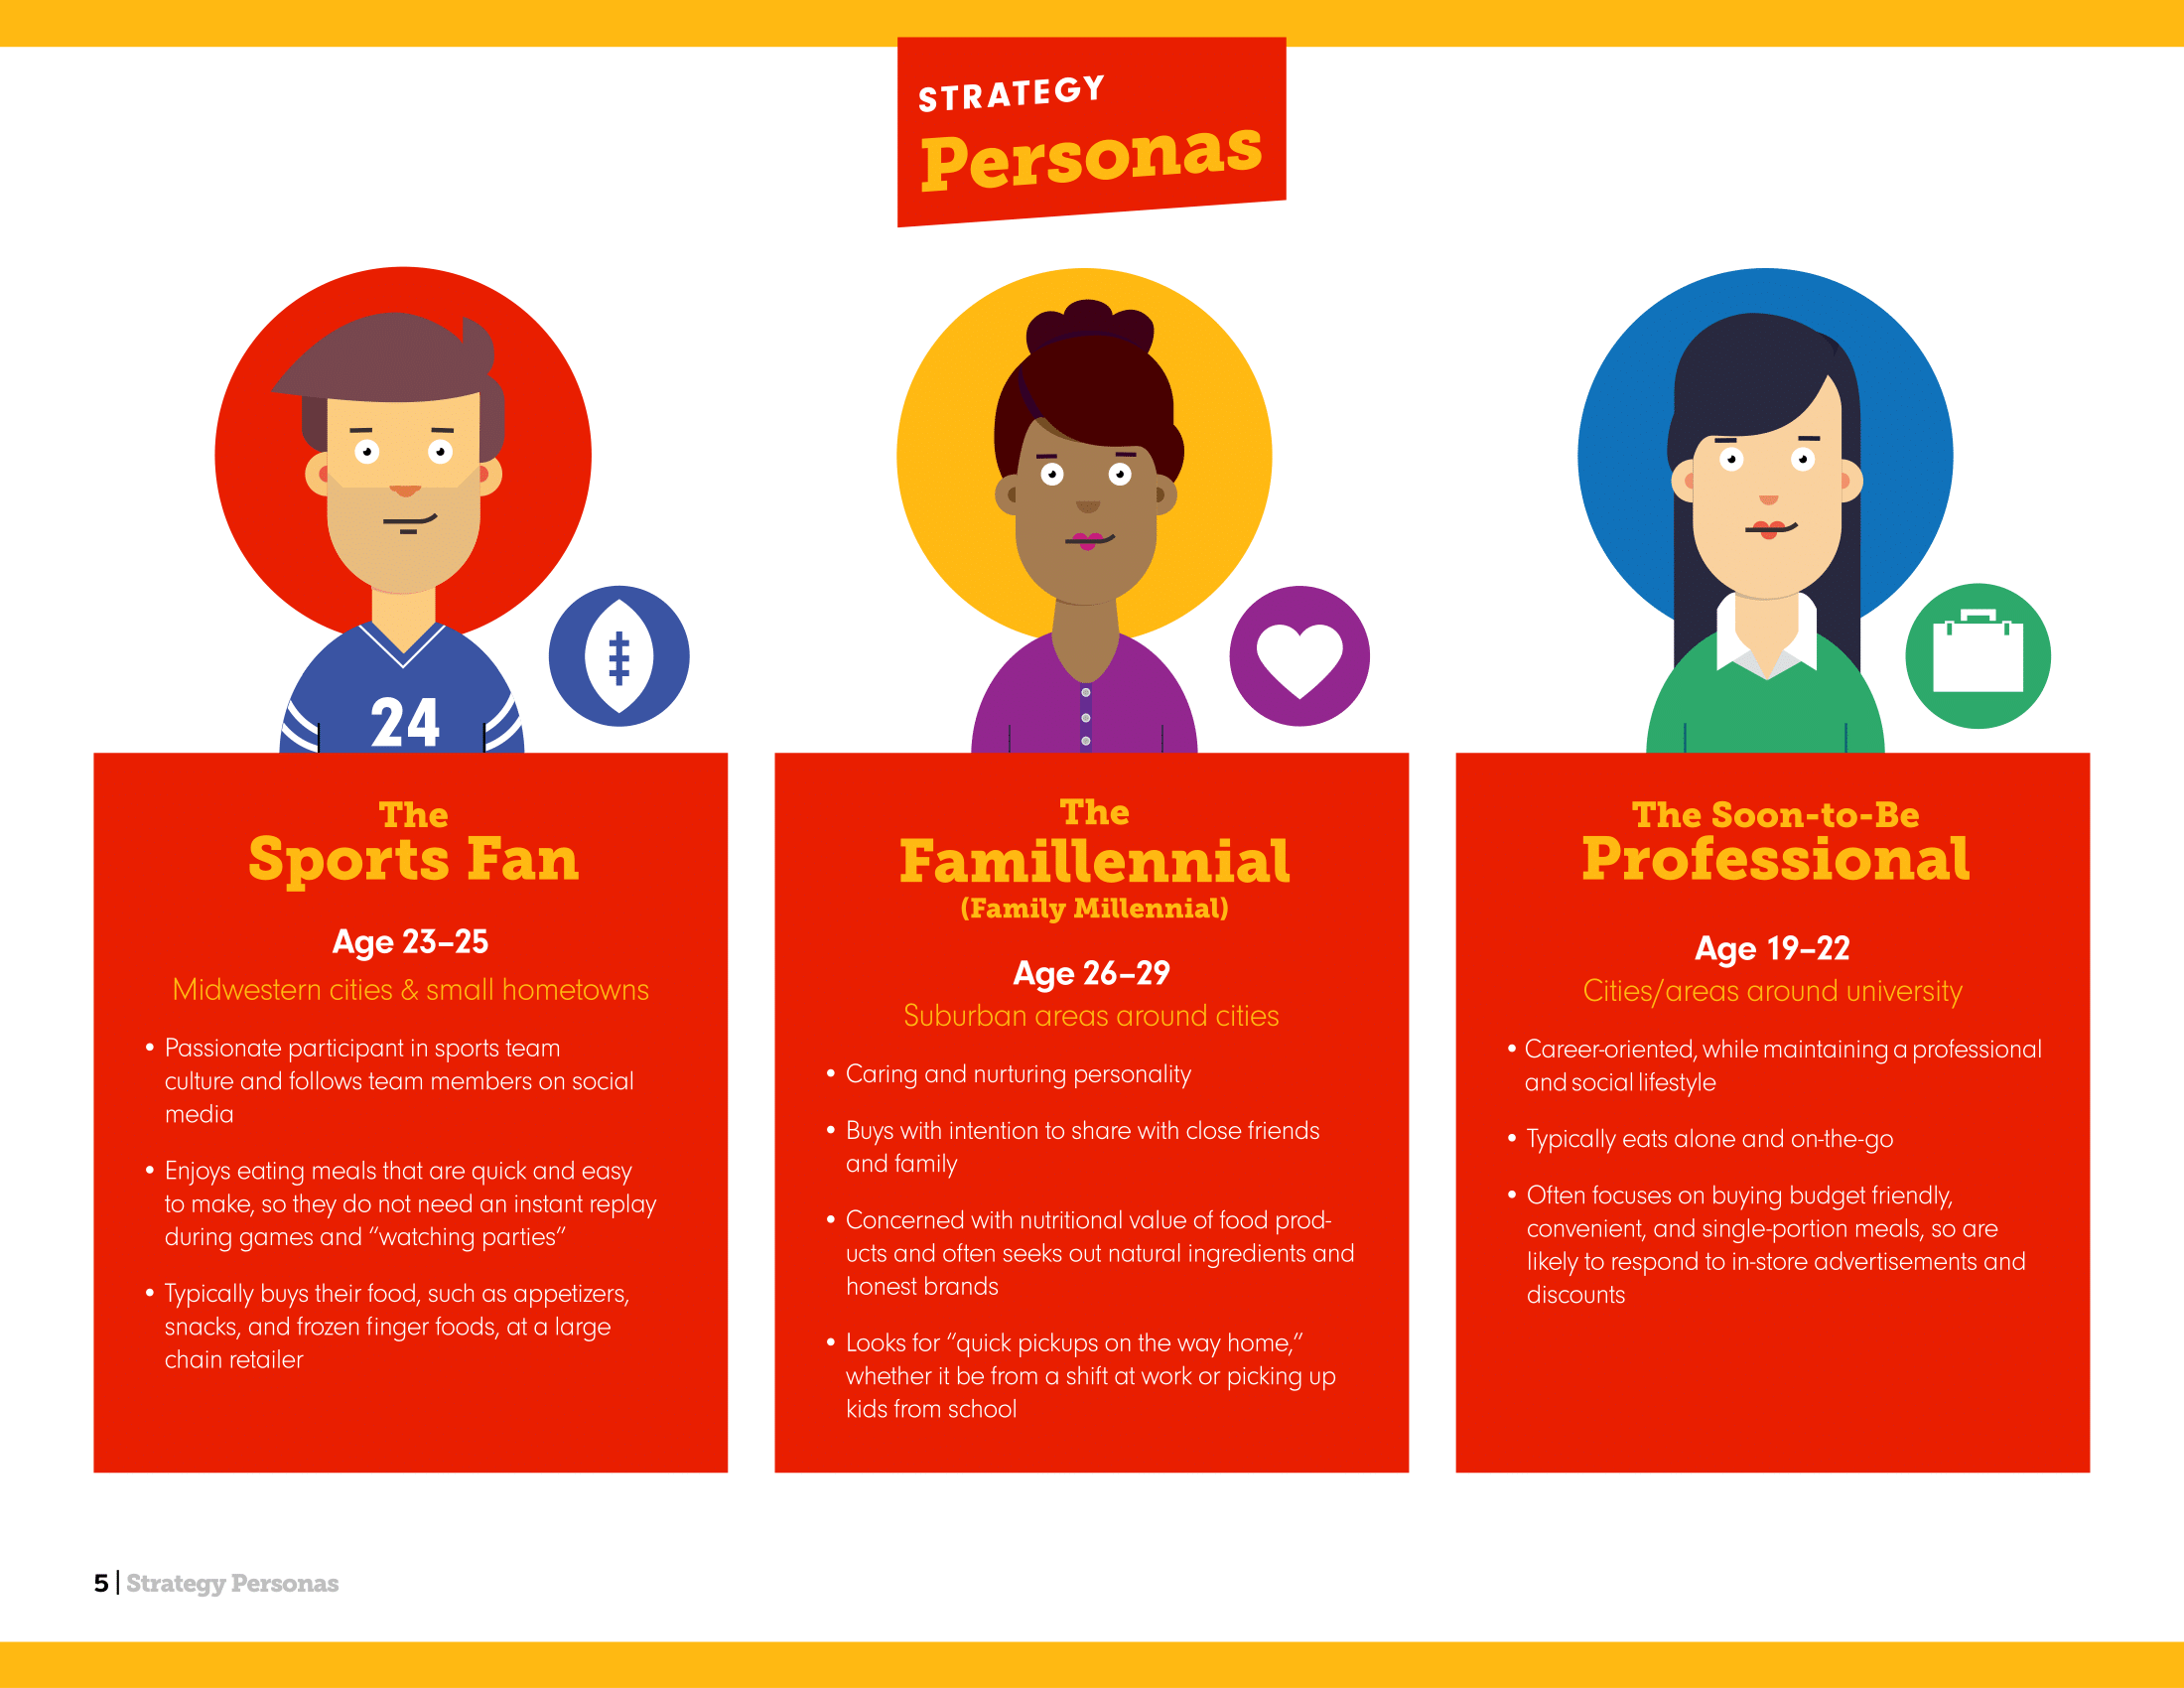 STRATEGY
Personas
24
The
Sports Fan
Age 23–25
Midwestern cities & small hometowns
• Passionate participant in sports team
culture and follows team members on social
media
• Enjoys eating meals that are quick and easy
to make, so they do not need an instant replay
during games and “watching parties”
• Typically buys their food, such as appetizers,
snacks, and frozen finger foods, at a large
chain retailer
The
Famillennial
(Family Millennial)
Age 26–29
Suburban areas around cities
• Caring and nurturing personality
• Buys with intention to share with close friends
and family
• Concerned with nutritional value of food prod-
ucts and often seeks out natural ingredients and
honest brands
• Looks for “quick pickups on the way home,”
whether it be from a shift at work or picking up
kids from school
The Soon-to-Be
Professional
Age 19–22
Cities/areas around university
• Career-oriented, while maintaining a professional
and social lifestyle
• Typically eats alone and on-the-go
• Often focuses on buying budget friendly,
convenient, and single-portion meals, so are
likely to respond to in-store advertisements and
discounts
5 | Strategy Personas